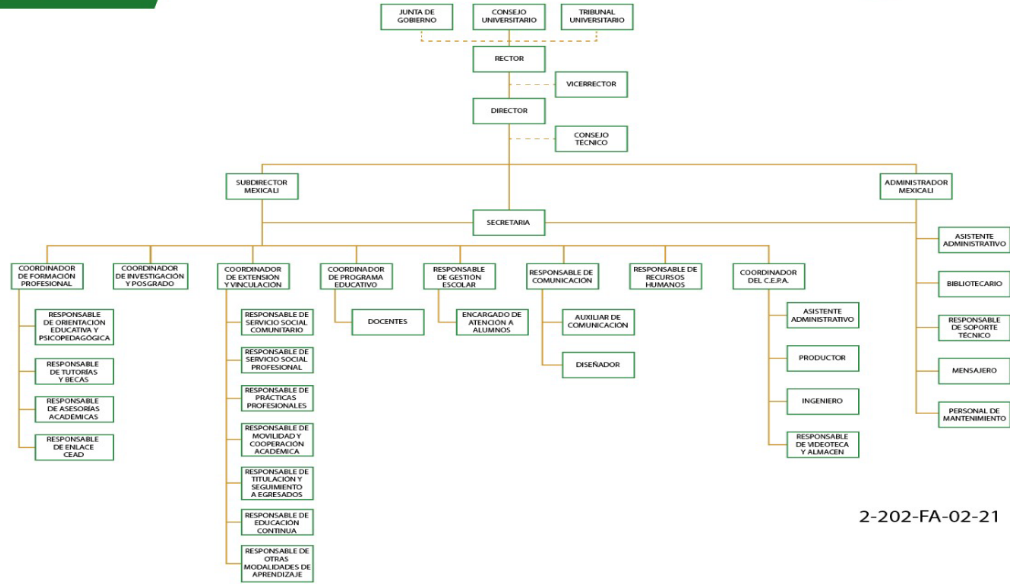 JUNTA DE
GOBIERNO
CONSEJO
UNIVERSITARIO
TRIBUNAL
UNIVERSITARIO
RECTOR
VICERRECTOR
DIRECTOR
CONSEJO
TECNICO
SUBDIRECTOR
MEXICALI
ADMINISTRADOR
MEXICALI
SECRETARIA
COORDINADOR
DE FORMACIÓN
PROFESIONAL
COORDINADOR
DE INVESTIGACIÓN
Y POSGRADO
COORDINADOR
DE EXTENSIÓN
Y VINCULACIÓN
COORDINADOR
DE PROGRAMA
EDUCATIVO
RESPONSABLE
DE GESTIÓN
ESCOLAR
RESPONSABLE DE
COMUNICACIÓN
RESPONSABLE
DE RECURSOS
HUMANOS
COORDINADOR
DEL C.E.P.A.
RESPONSABLE
DE ORIENTACIÓN
EDUCATIVA Y
PSICOPEDAGÓGICA
RESPONSABLE
DE TUTORÍAS
Y BECAS
RESPONSABLE
DE ASESORÍAS
ACADÉMICAS
RESPONSABLE
DE ENLACE
CEAD
RESPONSABLE DE
SERVICIO SOCIAL
COMUNITARIO
RESPONSABLE DE
SERVICIO SOCIAL
PROFESIONAL
RESPONSABLE DE
PRÁCTICAS
PROFESIONALES
RESPONSABLE DE
MOVILIDAD Y
COOPERACIÓN
ACADÉMICA
RESPONSABLE DE
TITULACIÓN Y
SEGUIMIENTO
A EGRESADOS
RESPONSABLE DE
EDUCACIÓN
CONTINUA
RESPONSABLE DE
OTRAS
MODALIDADES DE
APRENDIZAJE
DOCENTES
ENCARGADO DE
ATENCIÓN A
ALUMNOS
AUXILIAR DE
COMUNICACIÓN
DISEÑADOR
ASISTENTE
ADMINISTRATIVO
PRODUCTOR
INGENIERO
RESPONSABLE
DE VIDEOTECA
Y ALMACEN
ASISTENTE
ADMINISTRATIVO
BIBLIOTECARIO
RESPONSABLE
DE SOPORTE
TÉCNICO
MENSAJERO
PERSONAL DE
MANTENIMIENTO
2-202-FA-02-21